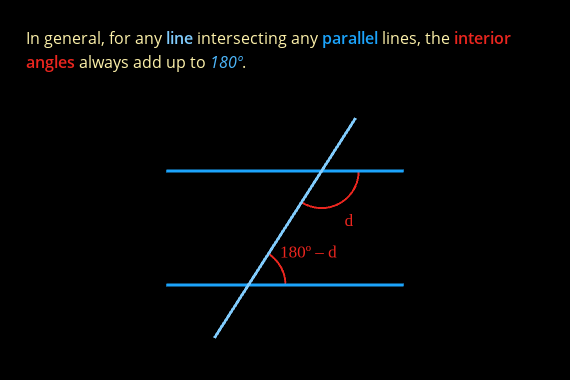 In general, for any line intersecting any parallel lines, the interior
angles always add up to 180°.
d
180° – d